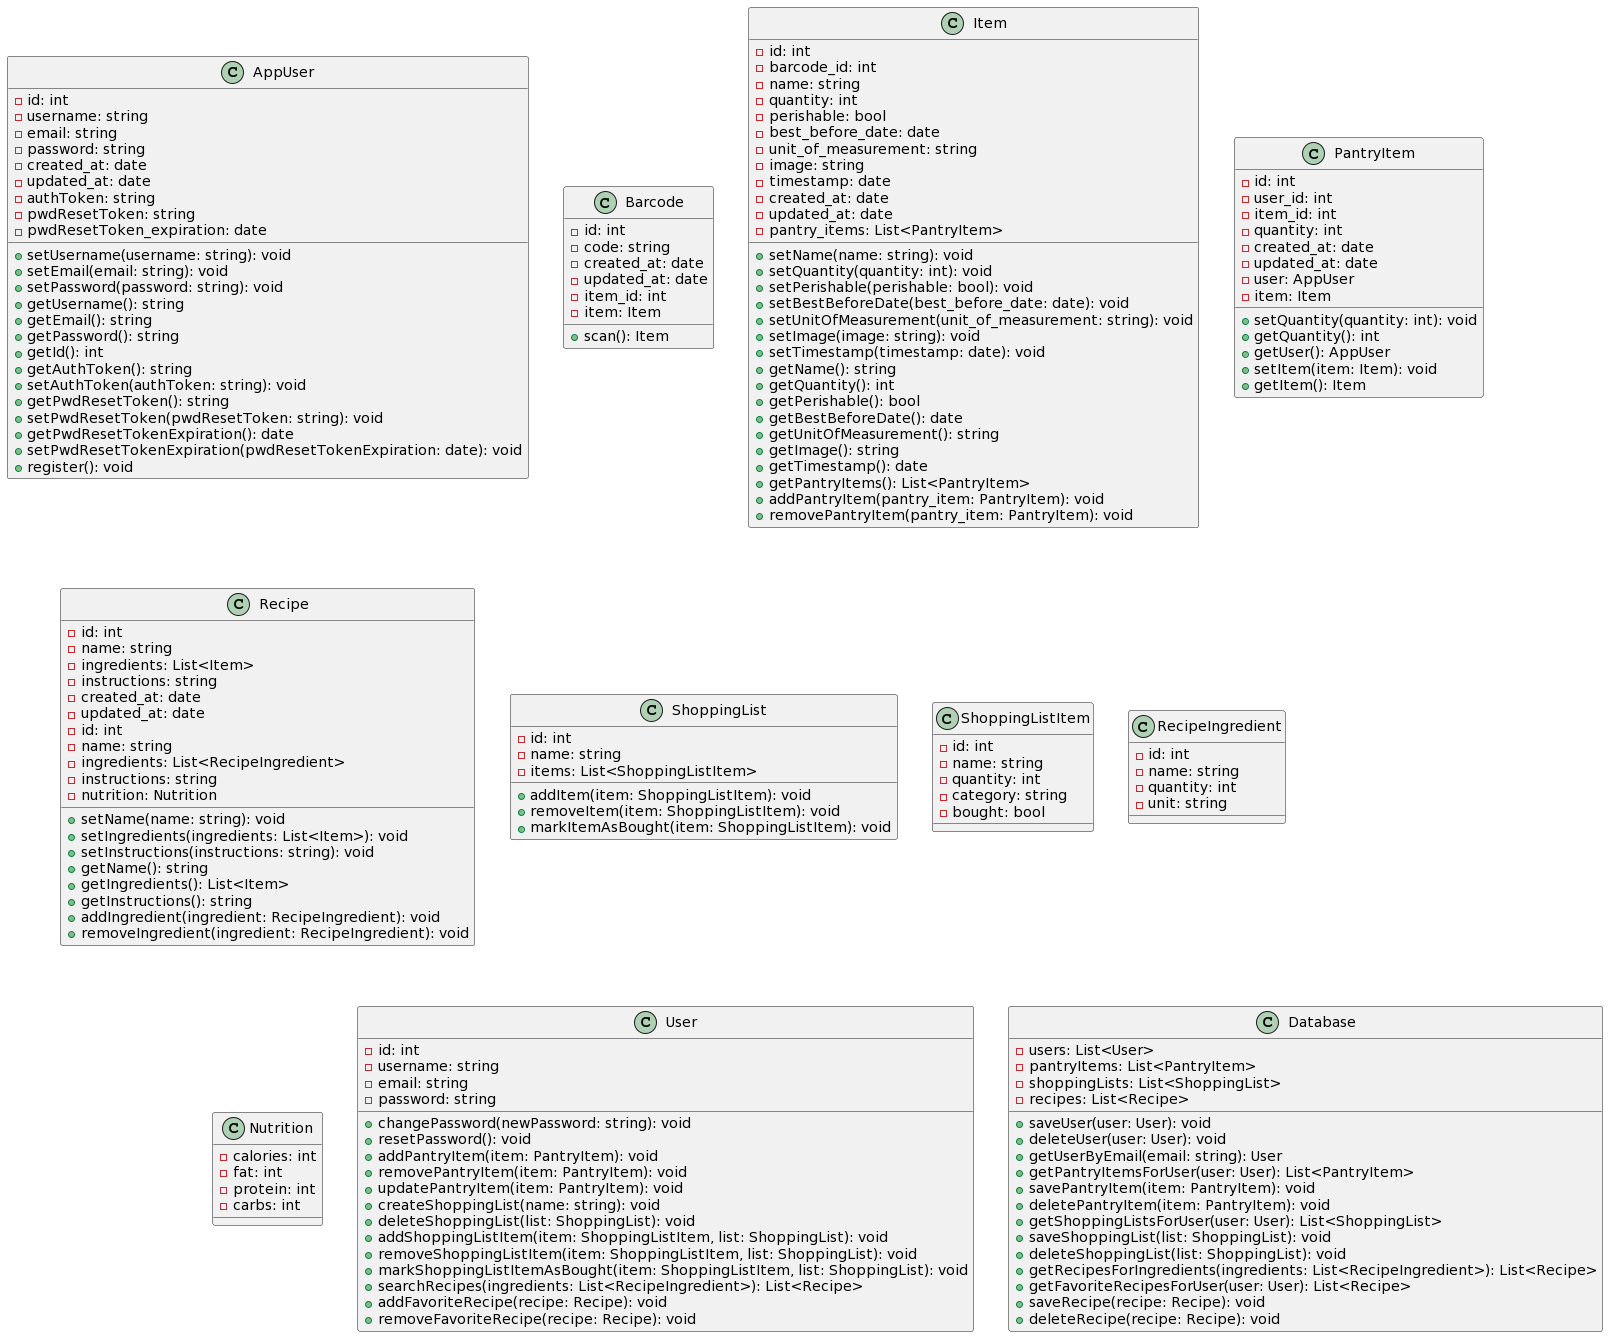 C AppUser
id: int
username: string
email: string
password: string
created_at: date
updated_at: date
authToken: string
pwdResetToken: string
pwdResetToken_expiration: date
setUsername(username: string): void
setEmail(email: string): void
setPassword(password: string): void
getUsername(): string
getEmail(): string
getPassword(): string
getId(): int
getAuthToken(): string
setAuthToken(authToken: string): void
getPwdResetToken(): string
setPwdResetToken(pwdResetToken: string): void
getPwdResetTokenExpiration(): date
setPwdResetTokenExpiration(pwdResetTokenExpiration: date): void
register(): void
C Barcode
id: int
code: string
created_at: date
updated_at: date
item_id: int
item: Item
scan(): Item
C Item
id: int
barcode_id: int
name: string
quantity: int
perishable: bool
best_before_date: date
unit_of_measurement: string
image: string
timestamp: date
created_at: date
updated_at: date
pantry_items: List<PantryItem>
setName(name: string): void
setQuantity(quantity: int): void
setPerishable(perishable: bool): void
setBestBeforeDate(best_before_date: date): void
setUnitOfMeasurement(unit_of_measurement: string): void
setImage(image: string): void
setTimestamp(timestamp: date): void
getName(): string
getQuantity(): int
getPerishable(): bool
getBestBeforeDate(): date
getUnitOfMeasurement(): string
getImage(): string
getTimestamp(): date
getPantryItems(): List<PantryItem>
addPantryItem(pantry_item: PantryItem): void
removePantryItem(pantry_item: PantryItem): void
C PantryItem
id: int
user_id: int
item_id: int
quantity: int
created_at: date
updated_at: date
user: AppUser
item: Item
setQuantity(quantity: int): void
getQuantity(): int
getUser(): AppUser
setItem(item: Item): void
getItem(): Item
C Recipe
id: int
name: string
ingredients: List<Item>
instructions: string
created_at: date
updated_at: date
id: int
name: string
ingredients: List<RecipeIngredient>
instructions: string
nutrition: Nutrition
setName(name: string): void
setIngredients(ingredients: List<Item>): void
setInstructions(instructions: string): void
getName(): string
getIngredients(): List<Item>
getInstructions(): string
addIngredient(ingredient: RecipeIngredient): void
removeIngredient(ingredient: RecipeIngredient): void
C ShoppingList
id: int
name: string
items: List<ShoppingListItem>
addItem(item: ShoppingListItem): void
removeItem(item: ShoppingListItem): void
markItemAsBought(item: ShoppingListItem): void
C ShoppingListItem
id: int
name: string
quantity: int
category: string
bought: bool
C RecipeIngredient
id: int
name: string
quantity: int
unit: string
C Nutrition
calories: int
fat: int
protein: int
carbs: int
C User
id: int
username: string
email: string
password: string
changePassword(newPassword: string): void
resetPassword(): void
addPantryItem(item: PantryItem): void
removePantryItem(item: PantryItem): void
updatePantryItem(item: PantryItem): void
createShoppingList(name: string): void
deleteShoppingList(list: ShoppingList): void
addShoppingListItem(item: ShoppingListItem, list: ShoppingList): void
removeShoppingListItem(item: ShoppingListItem, list: ShoppingList): void
markShoppingListItemAsBought(item: ShoppingListItem, list: ShoppingList): void
searchRecipes(ingredients: List<RecipeIngredient>): List<Recipe>
addFavoriteRecipe(recipe: Recipe): void
removeFavoriteRecipe(recipe: Recipe): void
C Database
users: List<User>
pantryItems: List<PantryItem>
shoppingLists: List<ShoppingList>
recipes: List<Recipe>
saveUser(user: User): void
deleteUser(user: User): void
getUserByEmail(email: string): User
getPantryItemsForUser(user: User): List<PantryItem>
savePantryItem(item: PantryItem): void
deletePantryItem(item: PantryItem): void
getShoppingListsForUser(user: User): List<ShoppingList>
saveShoppingList(list: ShoppingList): void
deleteShoppingList(list: ShoppingList): void
getRecipesForIngredients(ingredients: List<RecipeIngredient>): List<Recipe>
getFavoriteRecipesForUser(user: User): List<Recipe>
saveRecipe(recipe: Recipe): void
deleteRecipe(recipe: Recipe): void